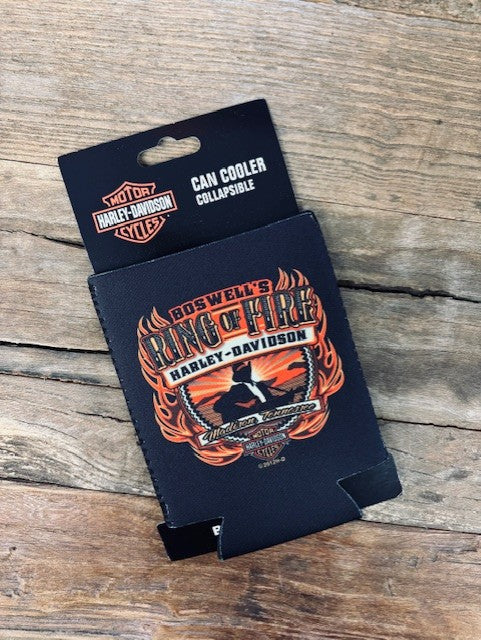 MOTOR
HARLEY-DAVIDSON
CYCLES
CAN COOLER
COLLAPSIBLE
BOSWELL'S
RING OF FIRE
HARLEY-DAVIDSON
Madison, Tennessee
MOTOR
HARLEY-DAVIDSON
CYCLES
©2012H-D